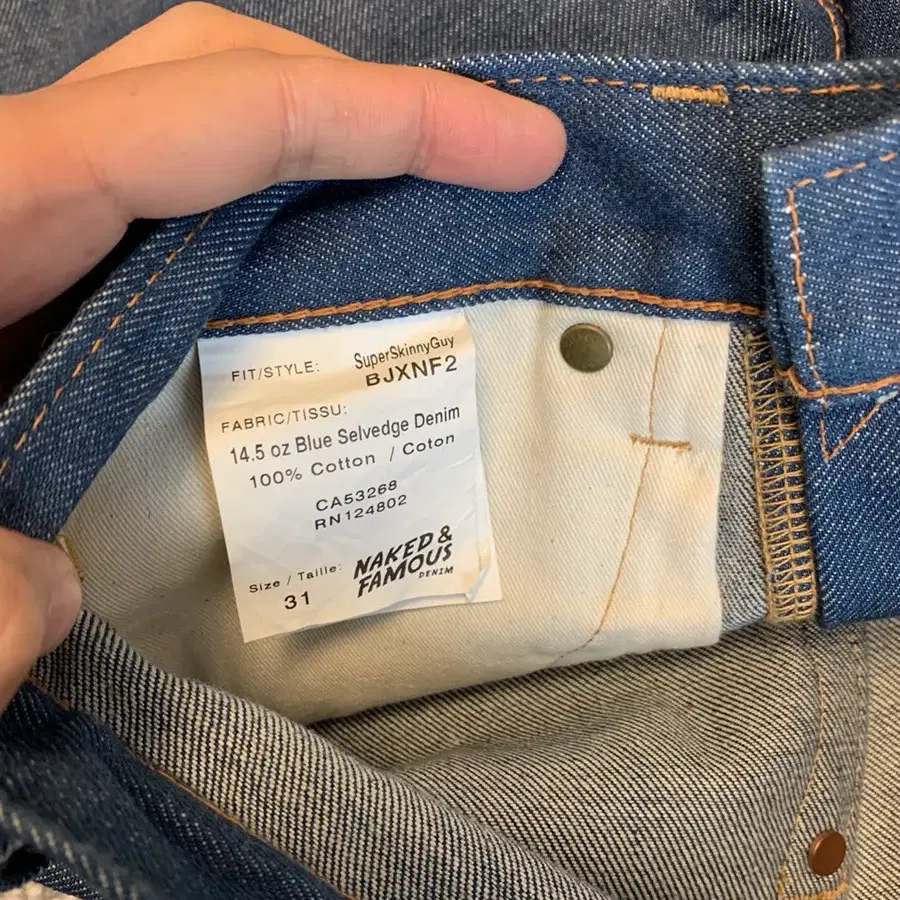 FIT/STYLE: SuperSkinnyGuy
BJXNF2
FABRIC/TISSU:
14.5 oz Blue Selvedge Denim
100% Cotton / Coton
CA53268
RN124802
Size / Taille:
31
NAKED &
FAMOUS
DENIM